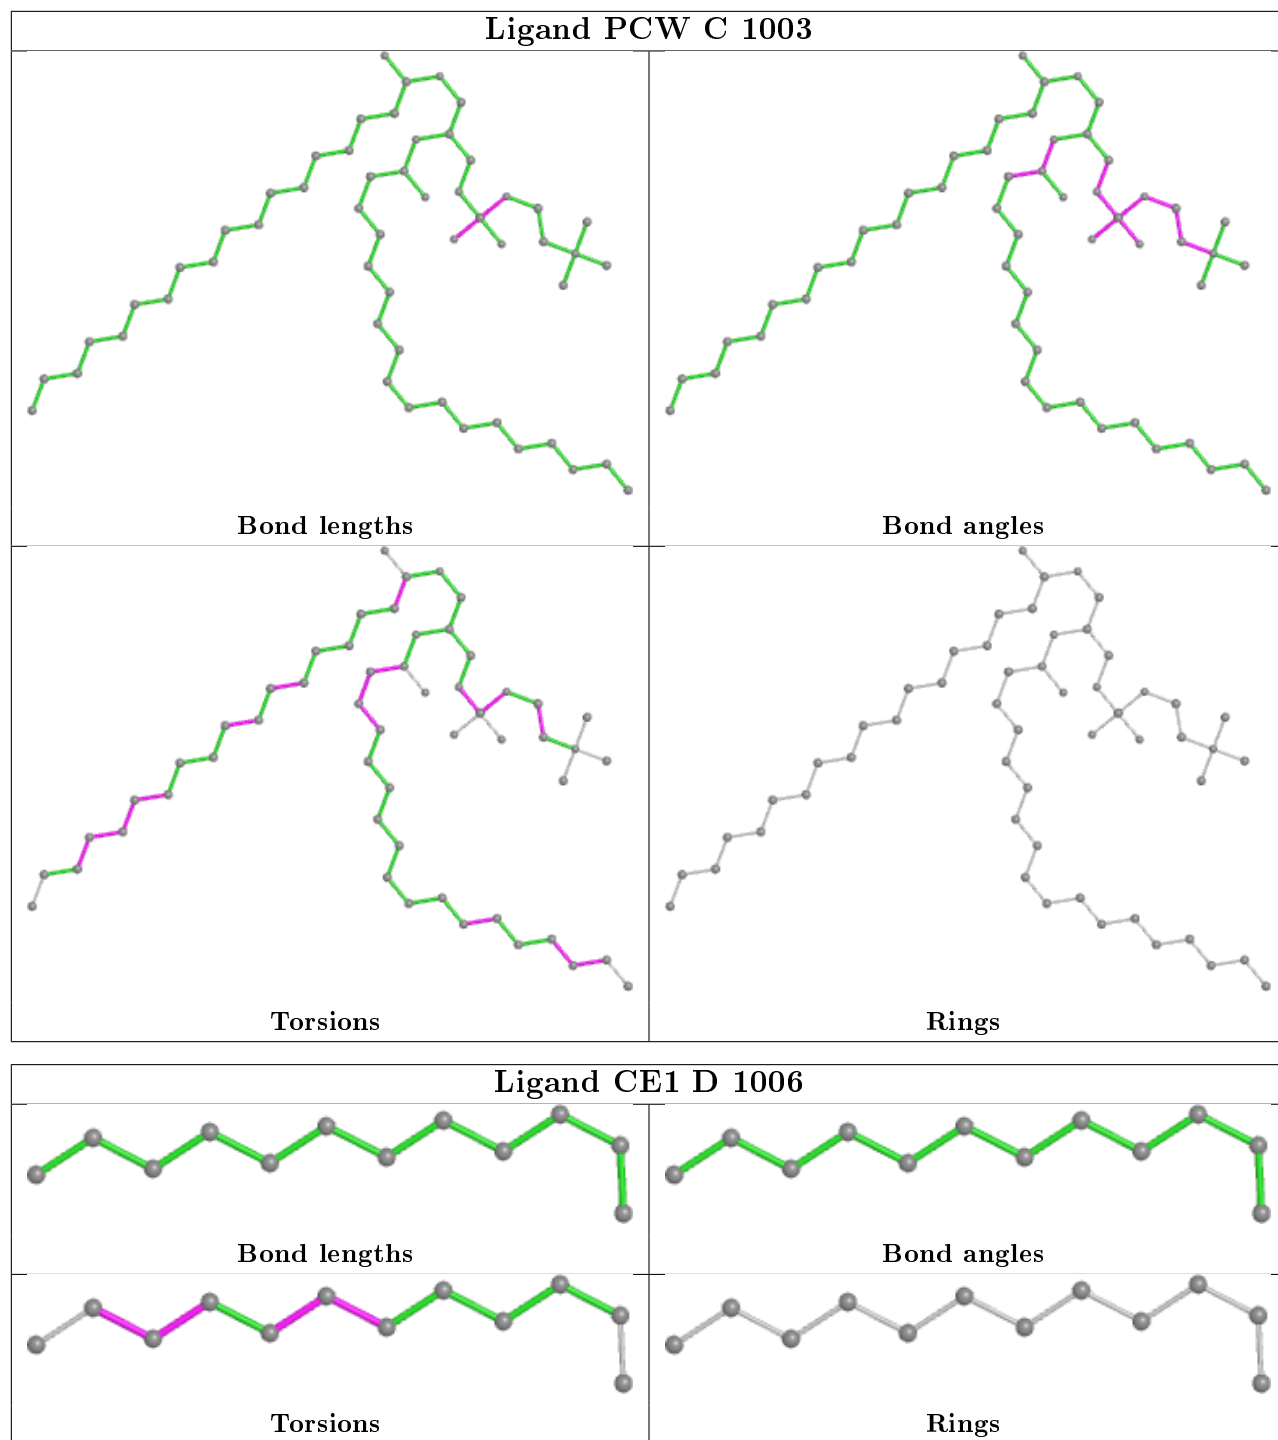 Ligand PCW C 1003
Bond lengths
Bond angles
Torsions
Rings
Ligand CE1 D 1006
Bond lengths
Bond angles
Torsions
Rings